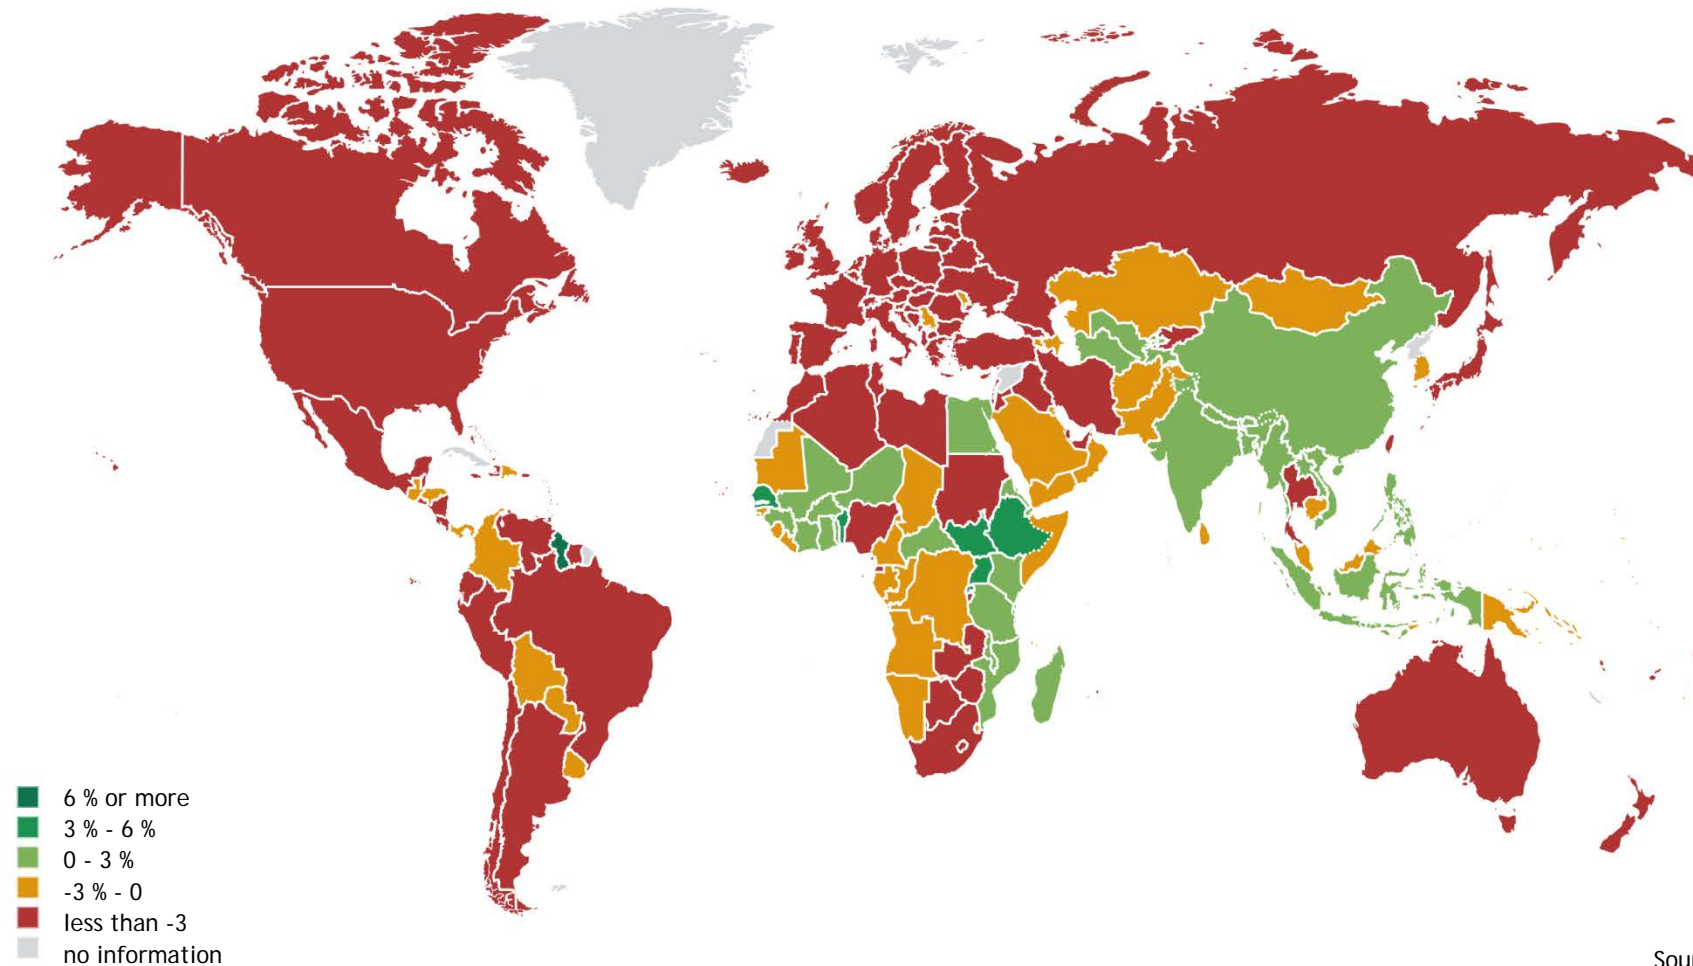 6 % or more
3 % - 6 %
0 - 3 %
-3 % - 0
less than -3
no information